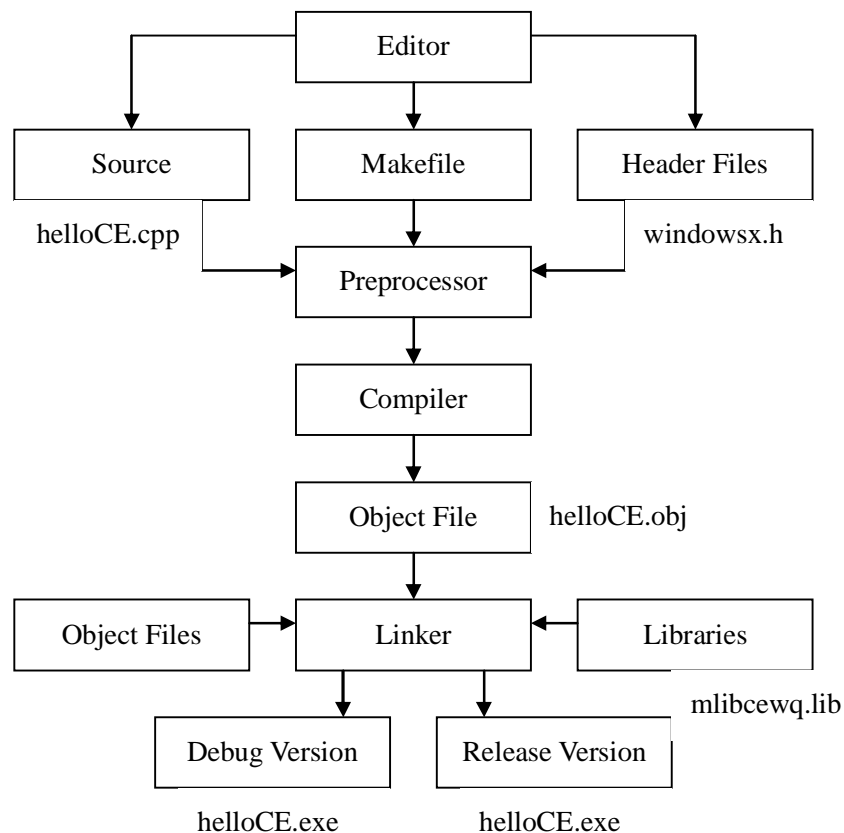 Editor
Source
Makefile
Header Files
helloCE.cpp
windowsx.h
Preprocessor
Compiler
Object File
helloCE.obj
Object Files
Linker
Libraries
mlibcewq.lib
Debug Version
Release Version
helloCE.exe
helloCE.exe